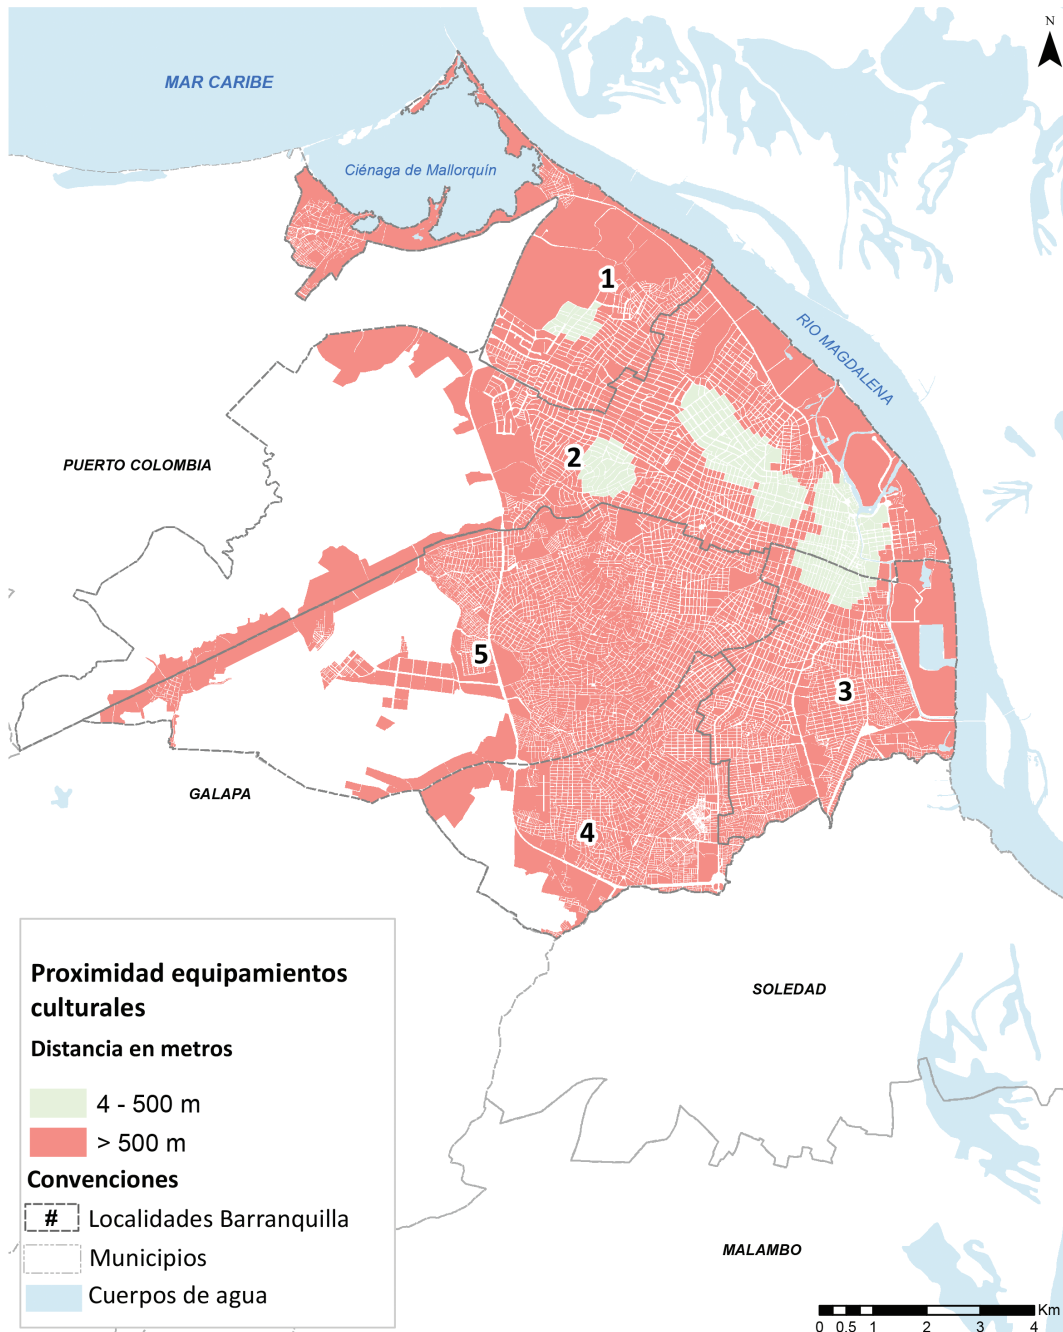 N
MAR CARIBE
Ciénaga de Mallorquín
1
RIO MAGDALENA
2
PUERTO COLOMBIA
5
3
GALAPA
4
Proximidad equipamientos
culturales
Distancia en metros
4 - 500 m
> 500 m
Convenciones
# Localidades Barranquilla
Municipios
Cuerpos de agua
SOLEDAD
MALAMBO
Km
0 0.5 1 2 3 4